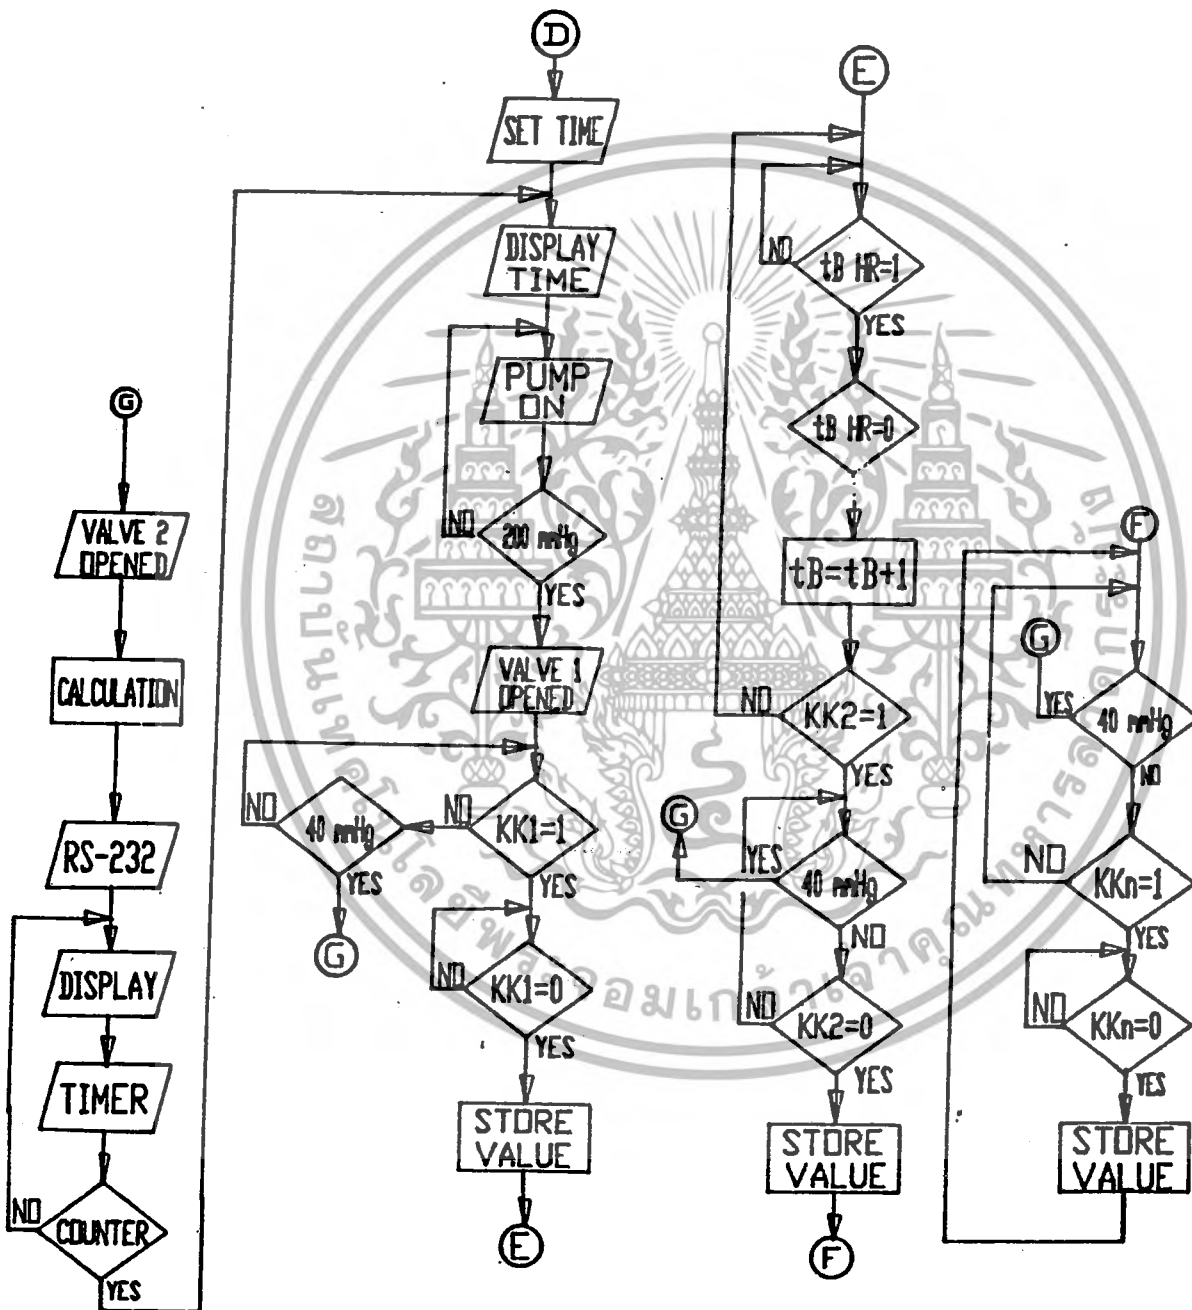 D
SET TIME
DISPLAY
TIME
PUMP
ON
NO
200 mmHg
YES
VALVE 1
OPENED
NO
40 mmHg
YES
G
NO
KK1=1
YES
NO
KK1=0
YES
STORE
VALUE
E
G
VALVE 2
OPENED
CALCULATION
RS-232
DISPLAY
TIMER
NO
COUNTER
YES
E
NO
tB HR=1
YES
tB HR=0
tB=tB+1
NO
KK2=1
YES
G
YES
40 mmHg
NO
NO
KK2=0
YES
STORE
VALUE
F
F
G
YES
40 mmHg
NO
NO
KKn=1
YES
NO
KKn=0
YES
STORE
VALUE